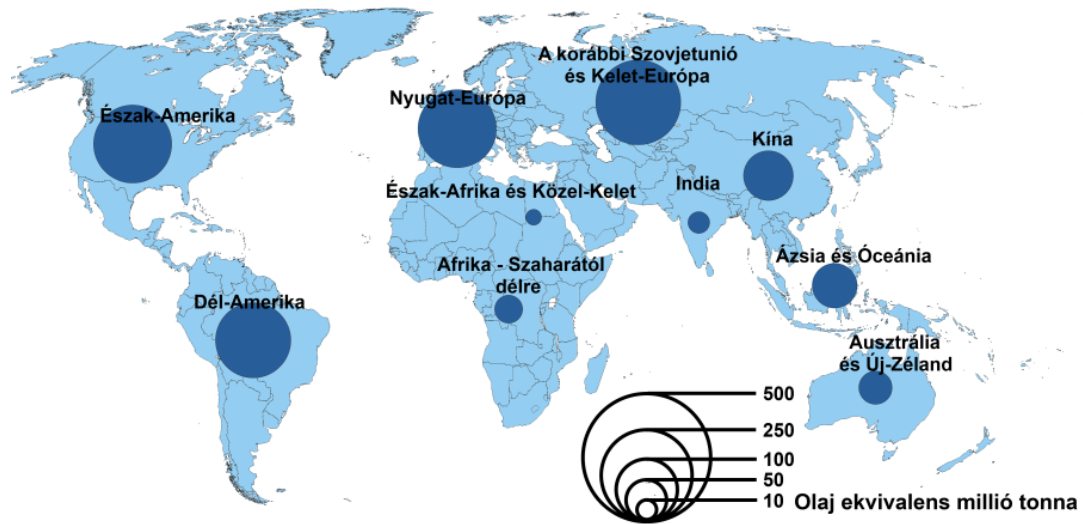 A korábbi Szovjetunió
és Kelet-Európa
Nyugat-Európa
Észak-Amerika
Kína
India
Észak-Afrika és Közel-Kelet
Ázsia és Óceánia
Afrika - Szaharától
délre
Dél-Amerika
Ausztrália
és Új-Zéland
500
250
100
50
10 Olaj ekvivalens millió tonna